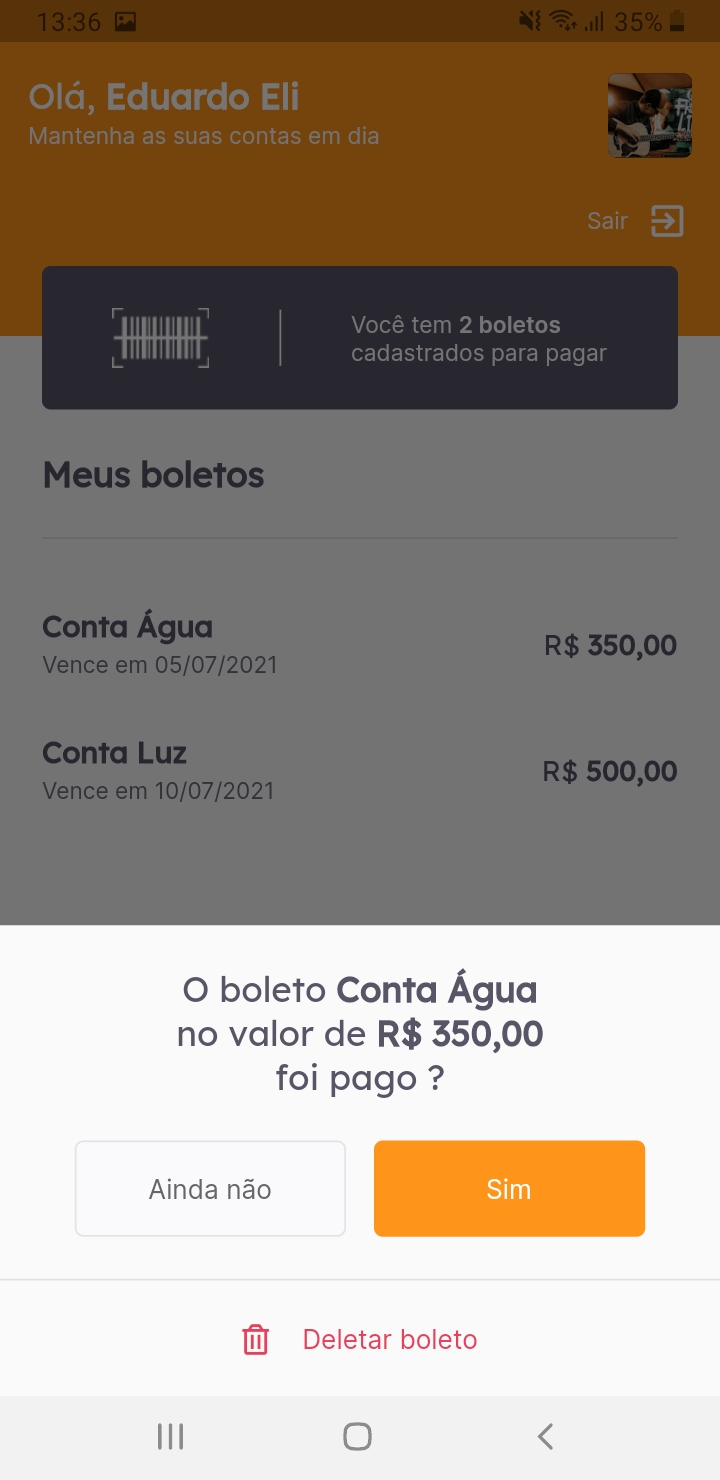 13:36
35%
Olá, Eduardo Eli
Mantenha as suas contas em dia
Sair
Você tem 2 boletos
cadastrados para pagar
Meus boletos
Conta Água
R$ 350,00
Vence em 05/07/2021
Conta Luz
R$ 500,00
Vence em 10/07/2021
O boleto Conta Água
no valor de R$ 350,00
foi pago ?
Ainda não
Sim
Deletar boleto